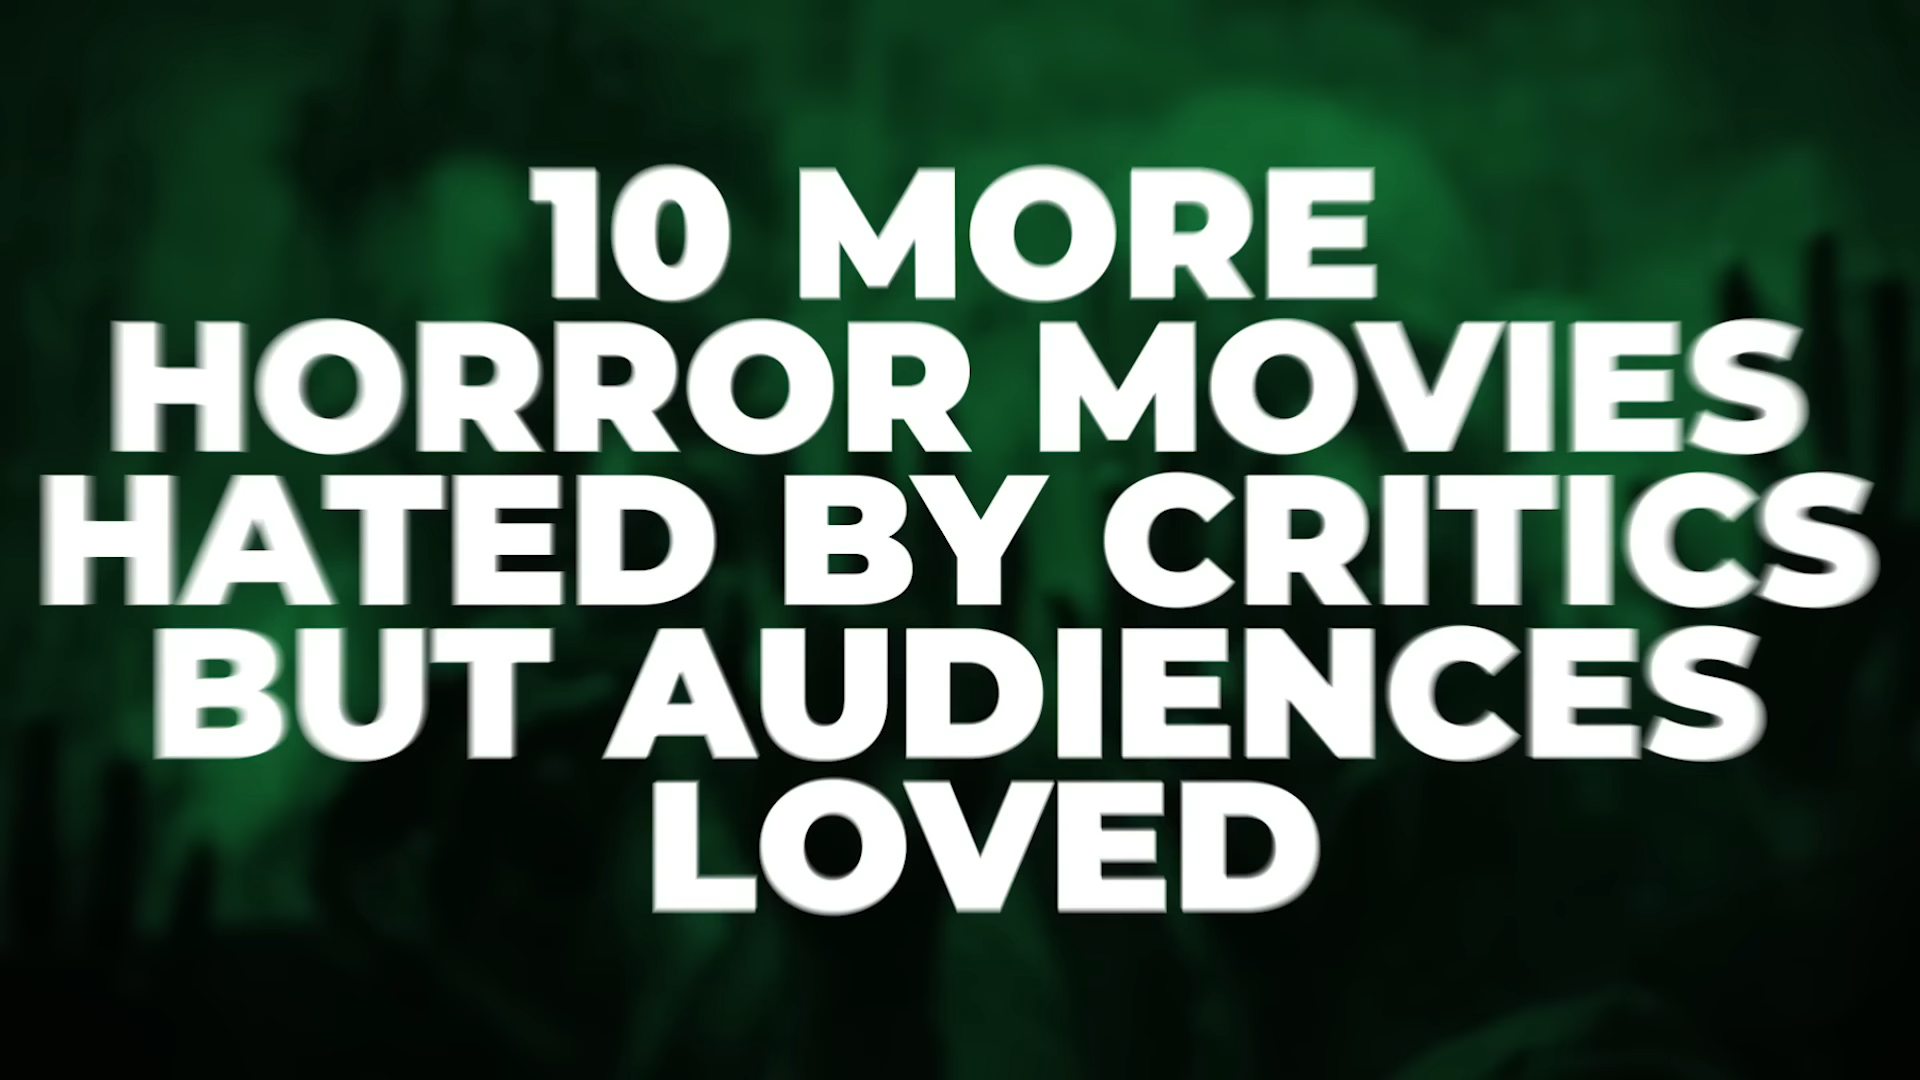 10 MORE
HORROR MOVIES
HATED BY CRITICS
BUT AUDIENCES
LOVED